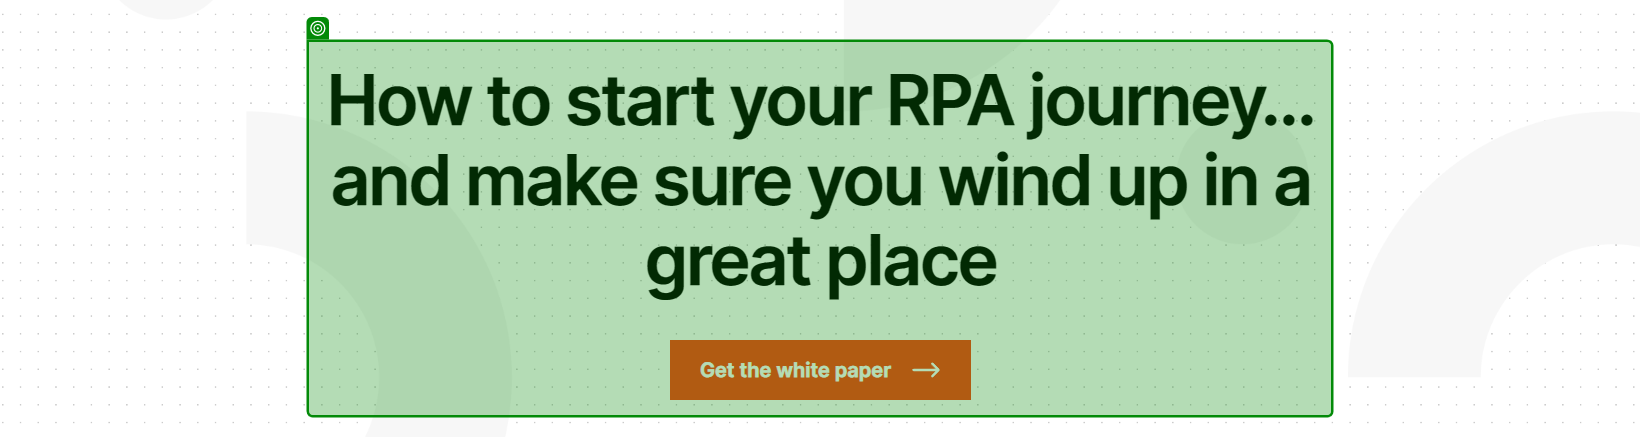 How to start your RPA journey...
and make sure you wind up in a
great place
Get the white paper